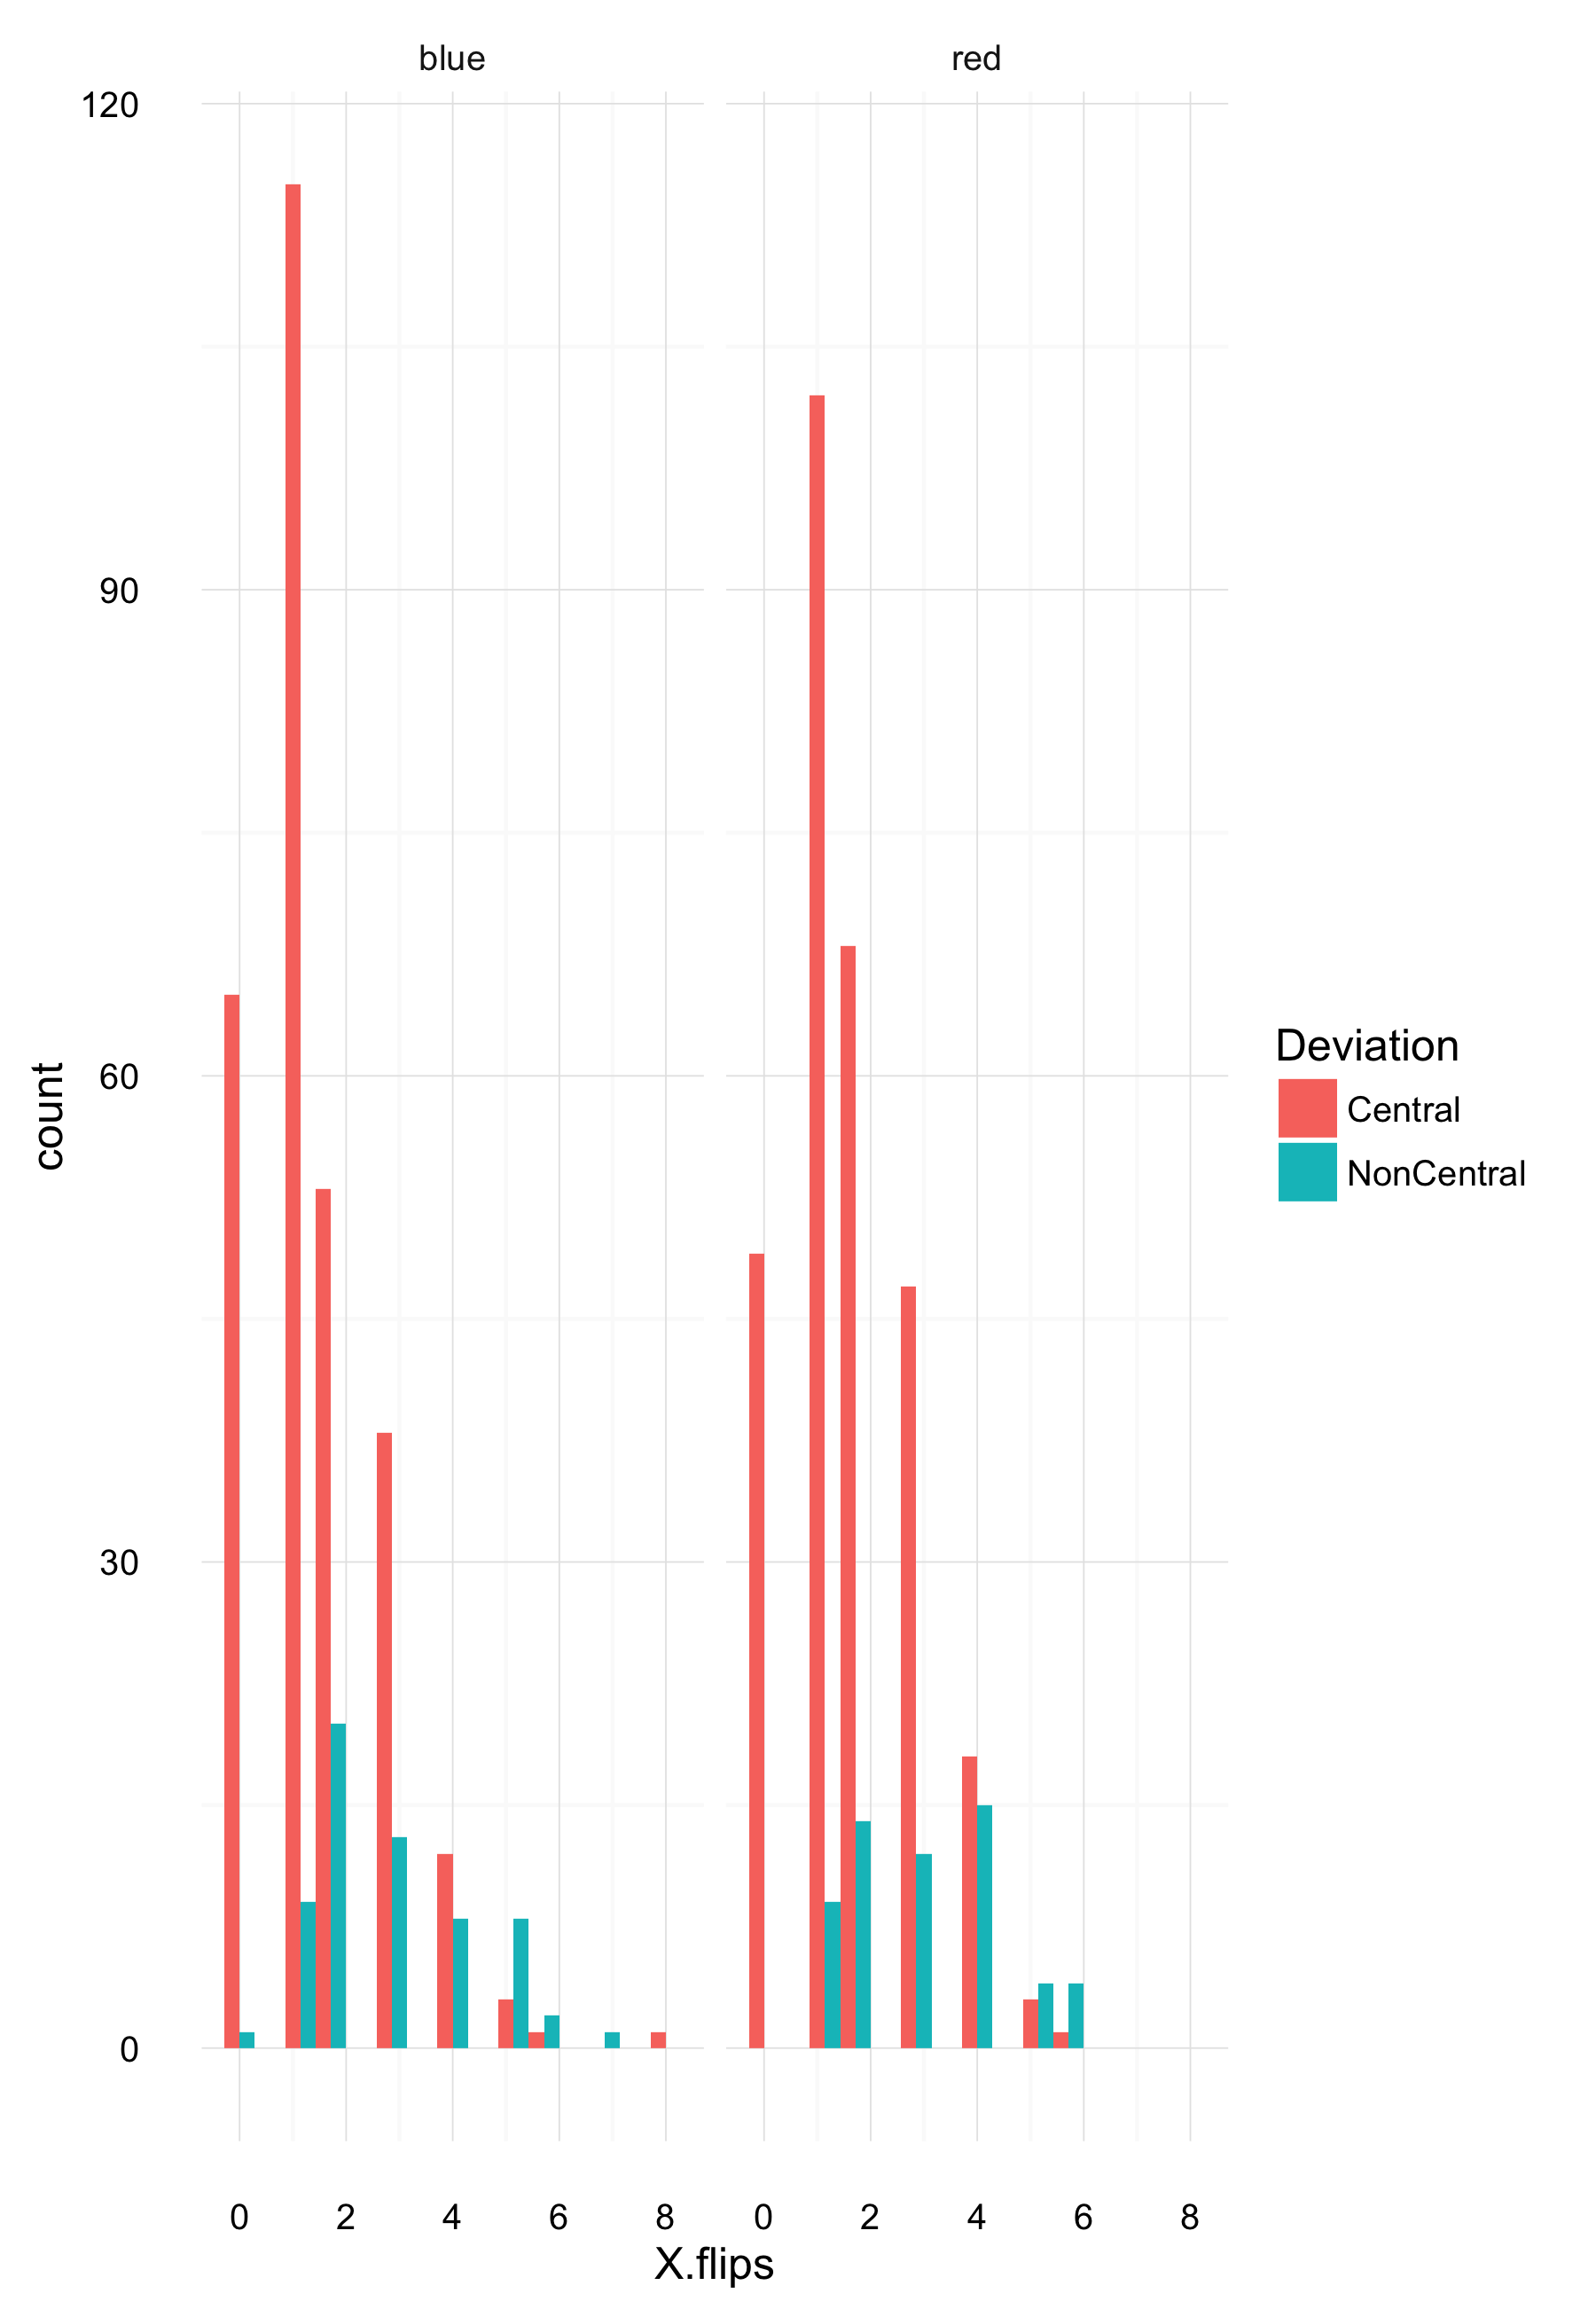 blue red
120
90
60
30
0
count
0 2 4 6 8 0 2 4 6 8
X.flips
Deviation
Central
NonCentral